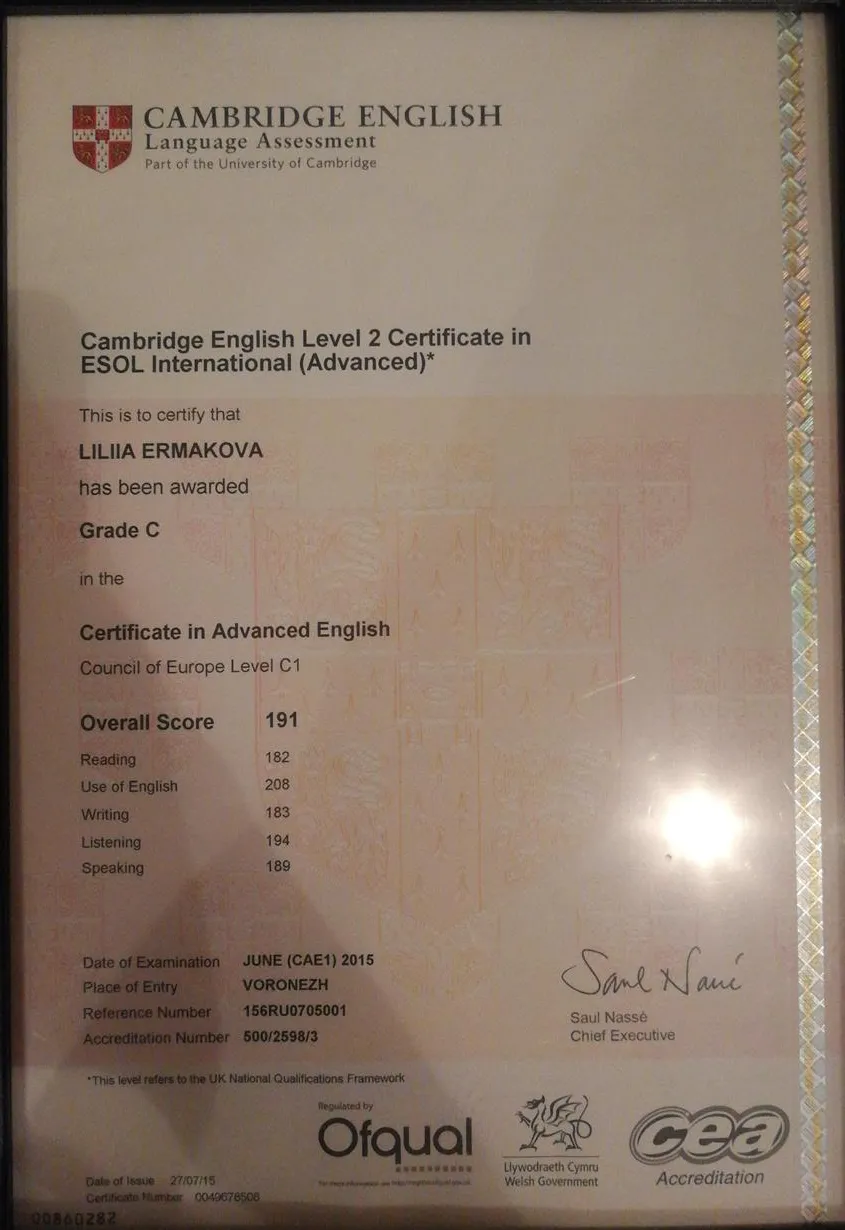 CAMBRIDGE ENGLISH
Language Assessment
Part of the University of Cambridge
Cambridge English Level 2 Certificate in
ESOL International (Advanced)*
This is to certify that
LILIIA ERMAKOVA
has been awarded
Grade C
in the
Certificate in Advanced English
Council of Europe Level C1
Overall Score 191
Reading 182
Use of English 208
Writing 183
Listening 194
Speaking 189
Date of Examination JUNE (CAE1) 2015
Place of Entry VORONEZH
Reference Number 156RU0705001
Accreditation Number 500/2598/3
Saul Nassé
Saul Nassé
Chief Executive
*This level refers to the UK National Qualifications Framework
Regulated by
Ofqual
Llywodraeth Cymru
Welsh Government
cea
Accreditation
Date of Issue 27/07/15
Certificate Number 0049678508
00860282